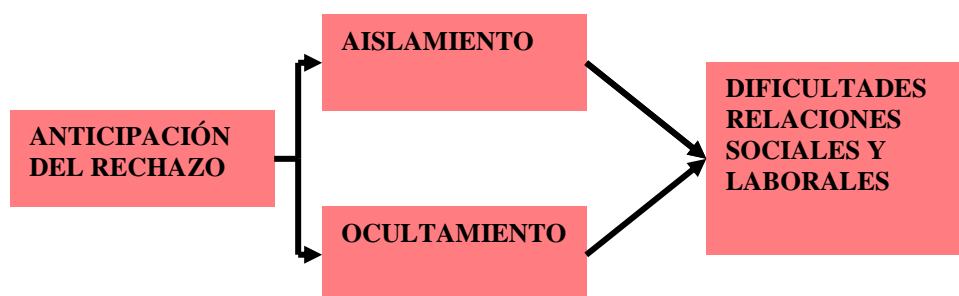 ANTICIPACIÓN
DEL RECHAZO
AISLAMIENTO
OCULTAMIENTO
DIFICULTADES
RELACIONES
SOCIALES Y
LABORALES